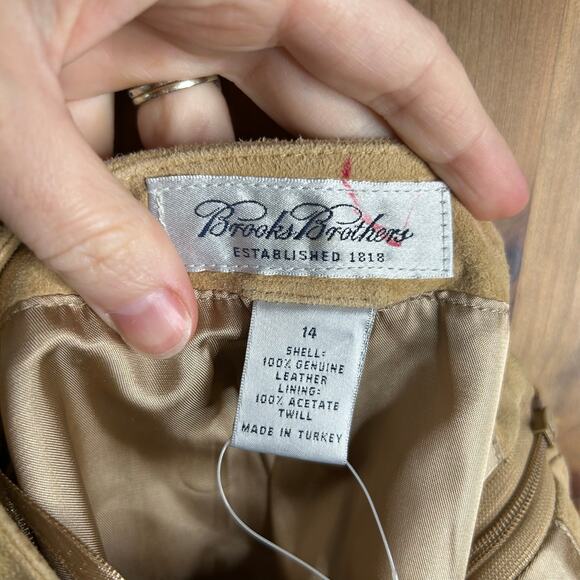 Brooks Brothers
ESTABLISHED 1818
14
SHELL:
100% GENUINE
LEATHER
LINING:
100% ACETATE
TWILL
MADE IN TURKEY